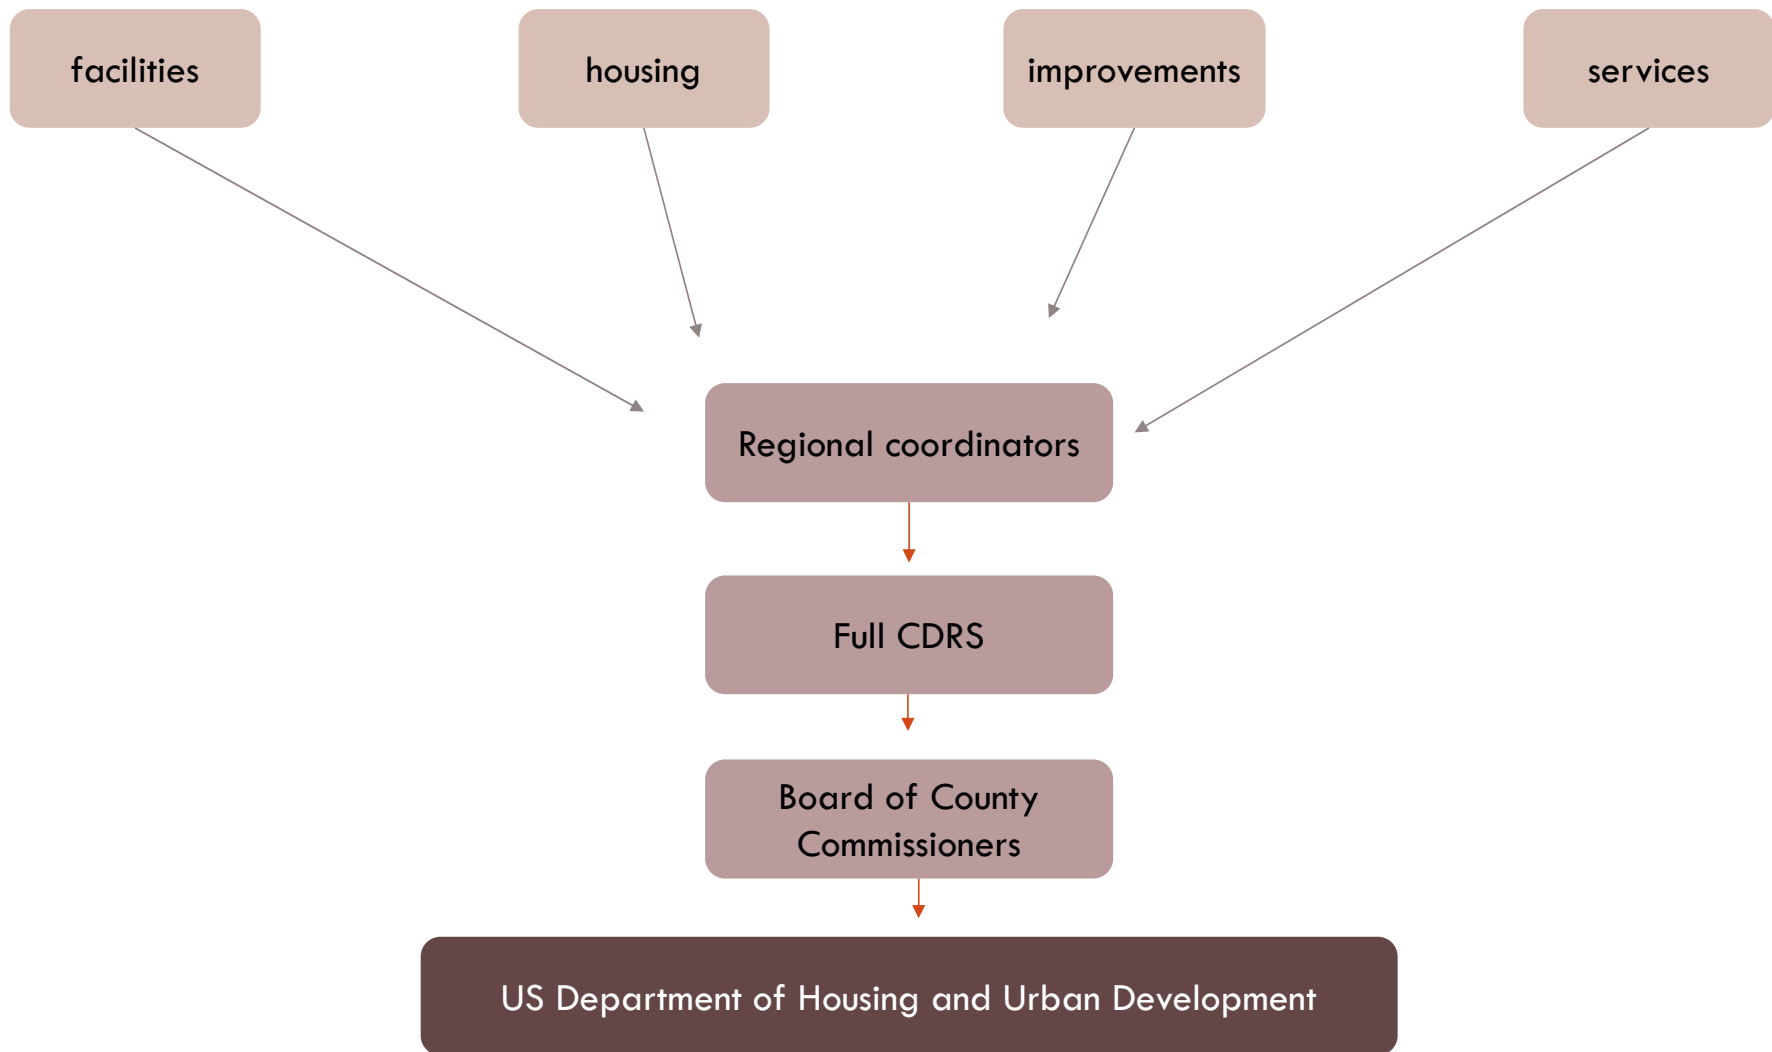 facilities
housing
improvements
services
Regional coordinators
Full CDRS
Board of County
Commissioners
US Department of Housing and Urban Development